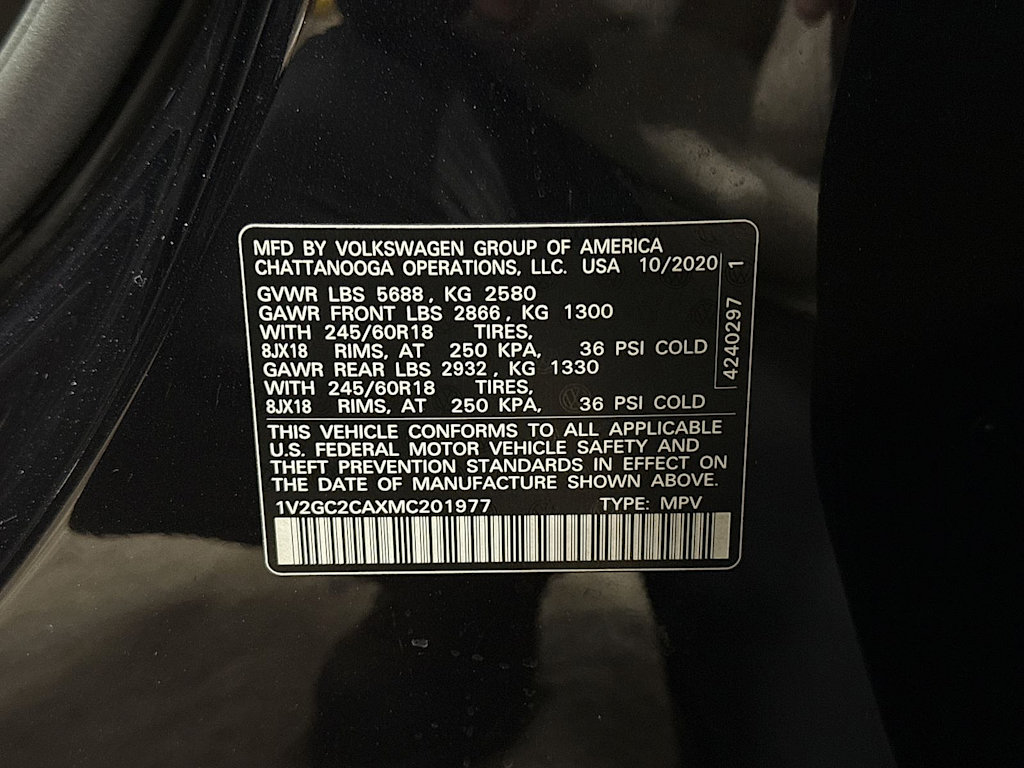 MFD BY VOLKSWAGEN GROUP OF AMERICA
CHATTANOOGA OPERATIONS, LLC. USA 10/2020
GVWR LBS 5688, KG 2580
GAWR FRONT LBS 2866, KG 1300
WITH 245/60R18 TIRES,
8JX18 RIMS, AT 250 KPA, 36 PSI COLD
GAWR REAR LBS 2932, KG 1330
WITH 245/60R18 TIRES,
8JX18 RIMS, AT 250 KPA, 36 PSI COLD
4240297 1
THIS VEHICLE CONFORMS TO ALL APPLICABLE
U.S. FEDERAL MOTOR VEHICLE SAFETY AND
THEFT PREVENTION STANDARDS IN EFFECT ON
THE DATE OF MANUFACTURE SHOWN ABOVE.
1V2GC2CAXMC201977 TYPE: MPV